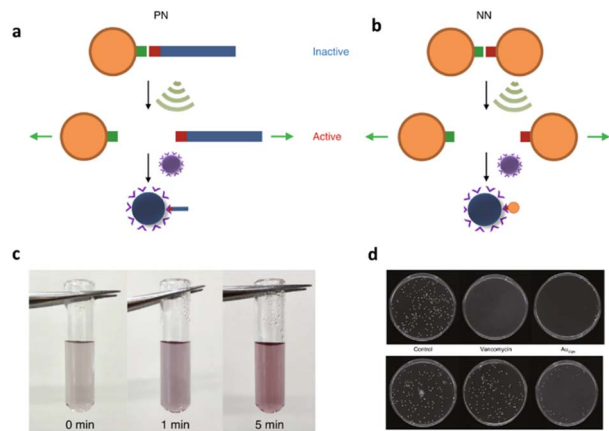 a
PN
b
NN
Inactive
Active
c
0 min
1 min
5 min
d
Control
Vancomycin